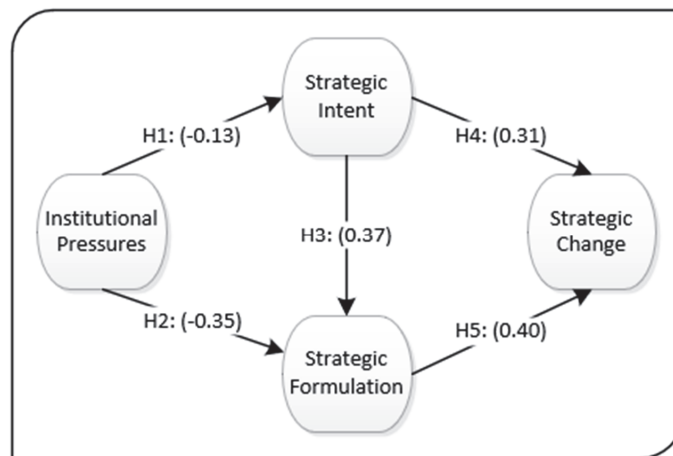 Strategic
Intent
H1: (-0.13)
H4: (0.31)
Institutional
Pressures
H3: (0.37)
Strategic
Change
H2: (-0.35)
H5: (0.40)
Strategic
Formulation